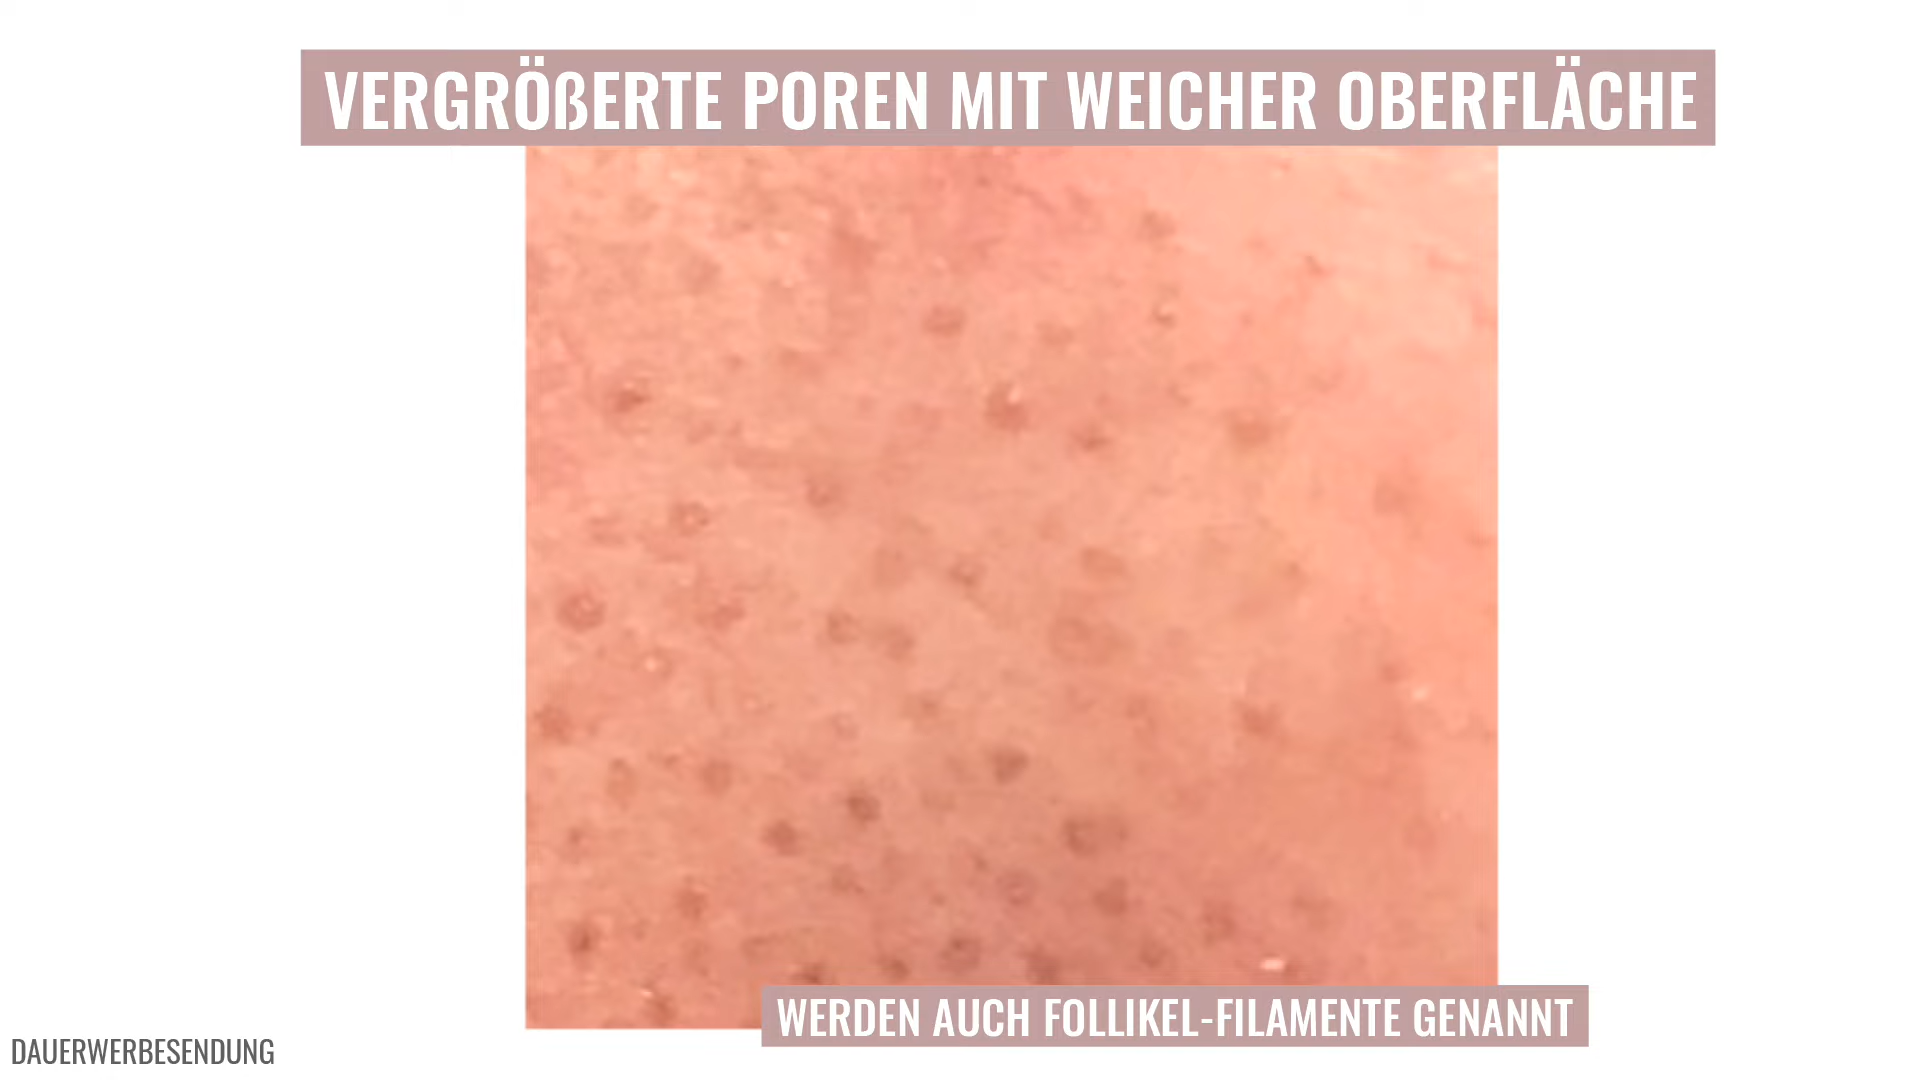 VERGRÖßERTE POREN MIT WEICHER OBERFLÄCHE
WERDEN AUCH FOLLIKEL-FILAMENTE GENANNT
DAUERWERBESENDUNG